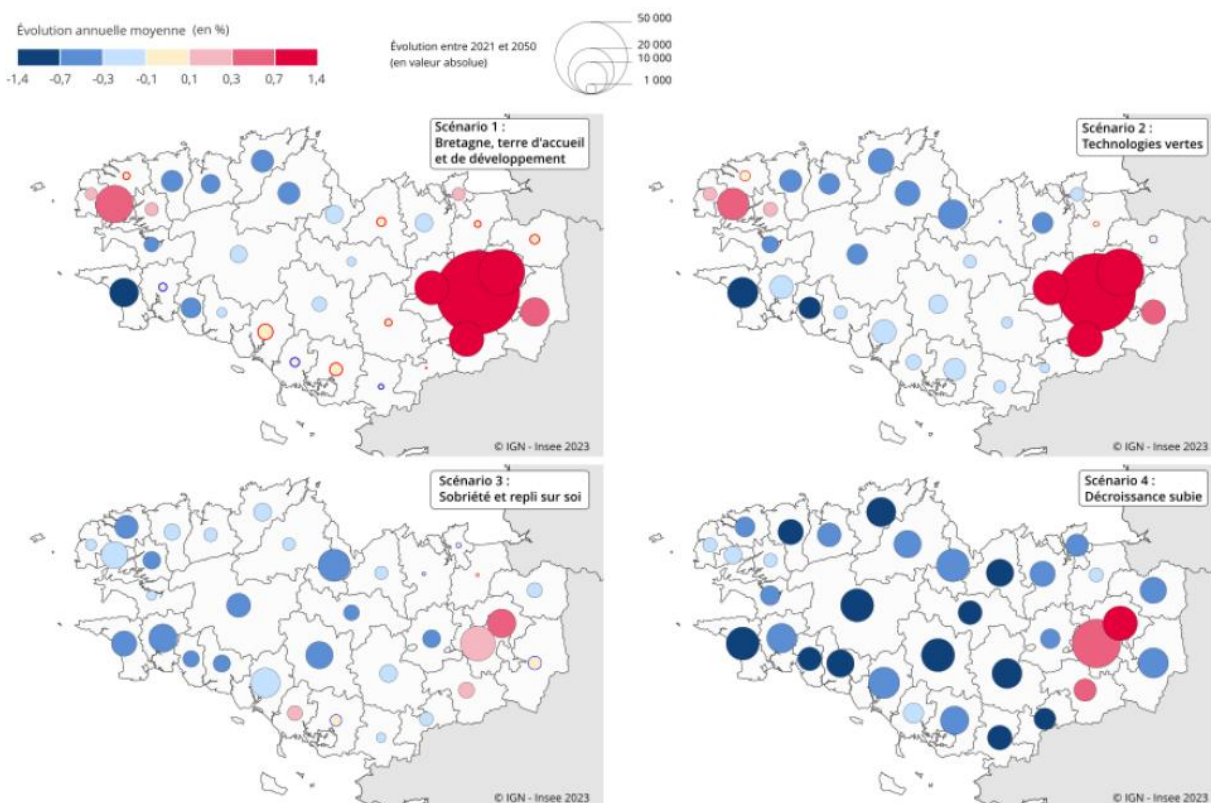 Évolution annuelle moyenne (en %)
-1,4 -0,7 -0,3 -0,1 0,1 0,3 0,7 1,4
Évolution entre 2021 et 2050
(en valeur absolue)
50 000
20 000
10 000
1 000
Scénario 1 :
Bretagne, terre d'accueil
et de développement
© IGN - Insee 2023
Scénario 2 :
Technologies vertes
© IGN - Insee 2023
Scénario 3 :
Sobriété et repli sur soi
© IGN - Insee 2023
Scénario 4 :
Décroissance subie
© IGN - Insee 2023